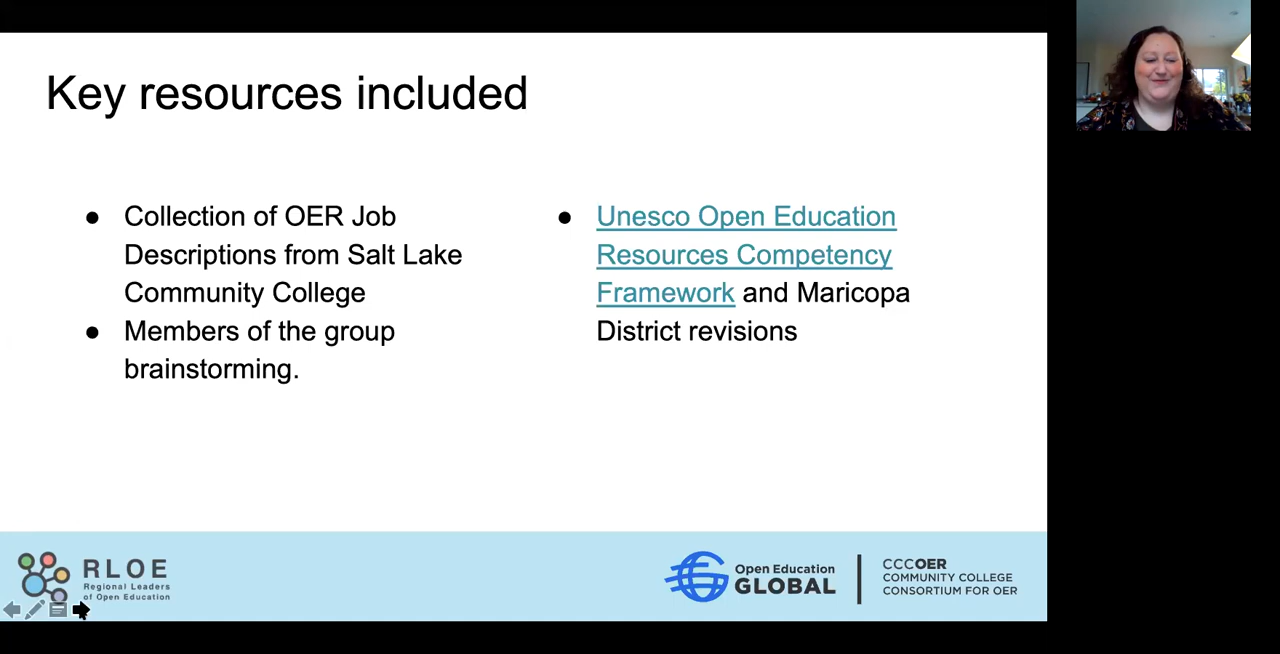 Key resources included
● Collection of OER Job
Descriptions from Salt Lake
Community College
● Members of the group
brainstorming.
● Unesco Open Education
Resources Competency
Framework and Maricopa
District revisions
RLOE
Regional Leaders
of Open Education
Open Education
GLOBAL
CCCOER
COMMUNITY COLLEGE
CONSORTIUM FOR OER